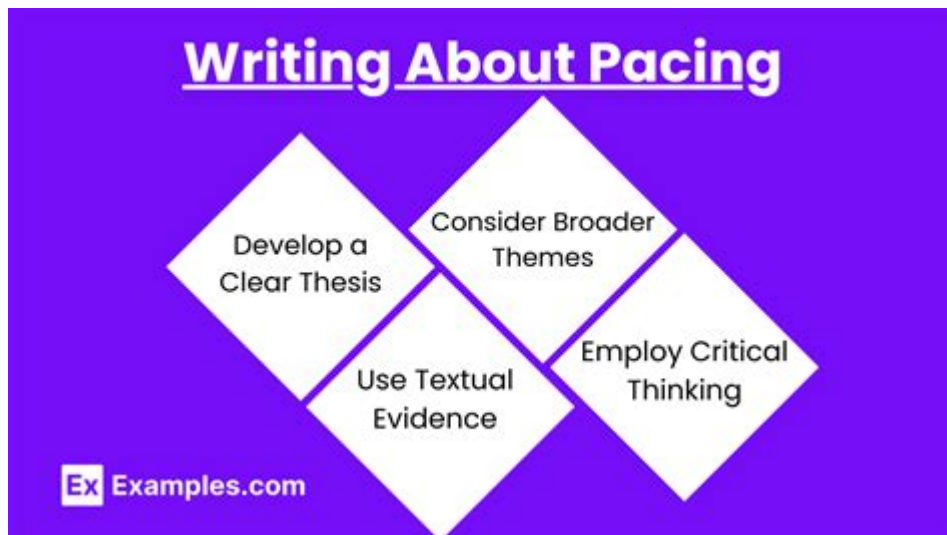 Writing About Pacing
Develop a
Clear Thesis
Consider Broader
Themes
Use Textual
Evidence
Employ Critical
Thinking
Ex Examples.com